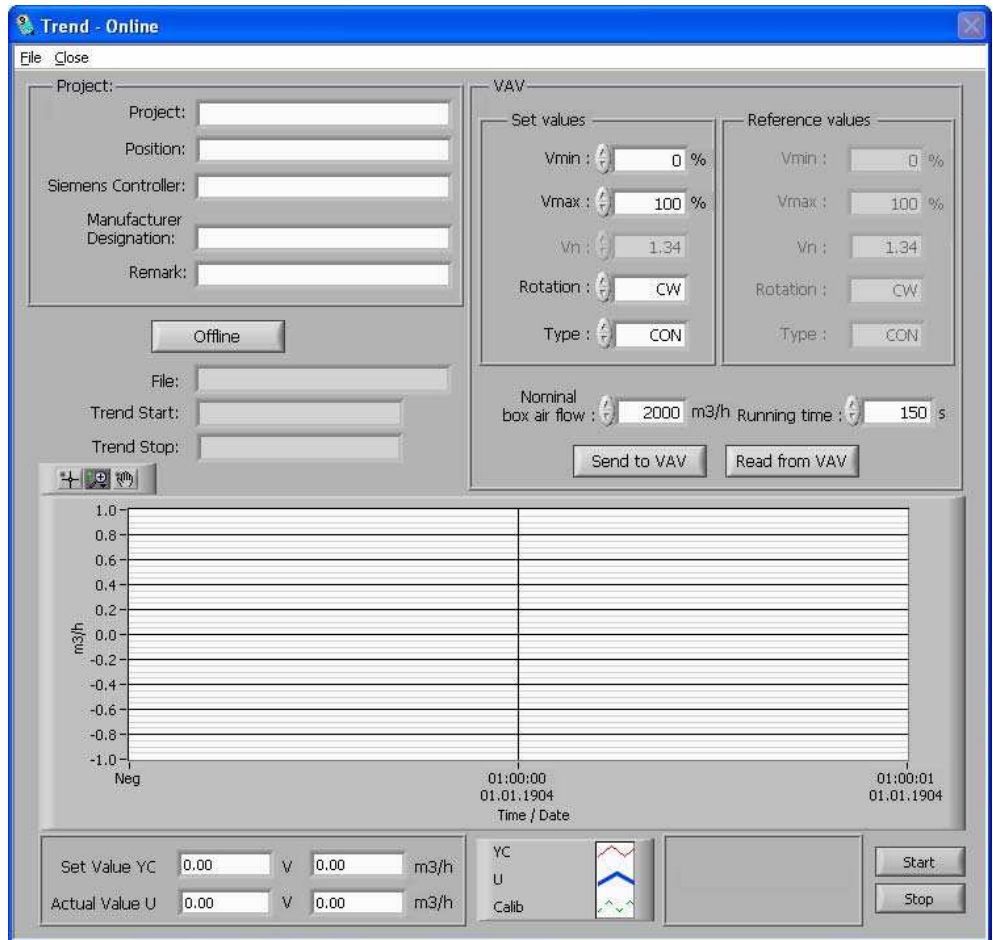 Trend - Online
File Close
Project:
Project:
Position:
Siemens Controller:
Manufacturer
Designation:
Remark:
Offline
File:
Trend Start:
Trend Stop:
VAV
Set values
Vmin : 0 %
Vmax : 100 %
Vn : 1.34
Rotation : CW
Type : CON
Reference values
Vmin : 0 %
Vmax : 100 %
Vn : 1.34
Rotation : CW
Type : CON
Nominal
box air flow : 2000 m3/h
Running time : 150 s
Send to VAV
Read from VAV
m3/h
1.0
0.8
0.6
0.4
0.2
0.0
-0.2
-0.4
-0.6
-0.8
-1.0
Neg
01:00:00
01.01.1904
01:00:01
01.01.1904
Time / Date
Set Value YC 0.00 V 0.00 m3/h
Actual Value U 0.00 V 0.00 m3/h
YC
U
Calib
Start
Stop